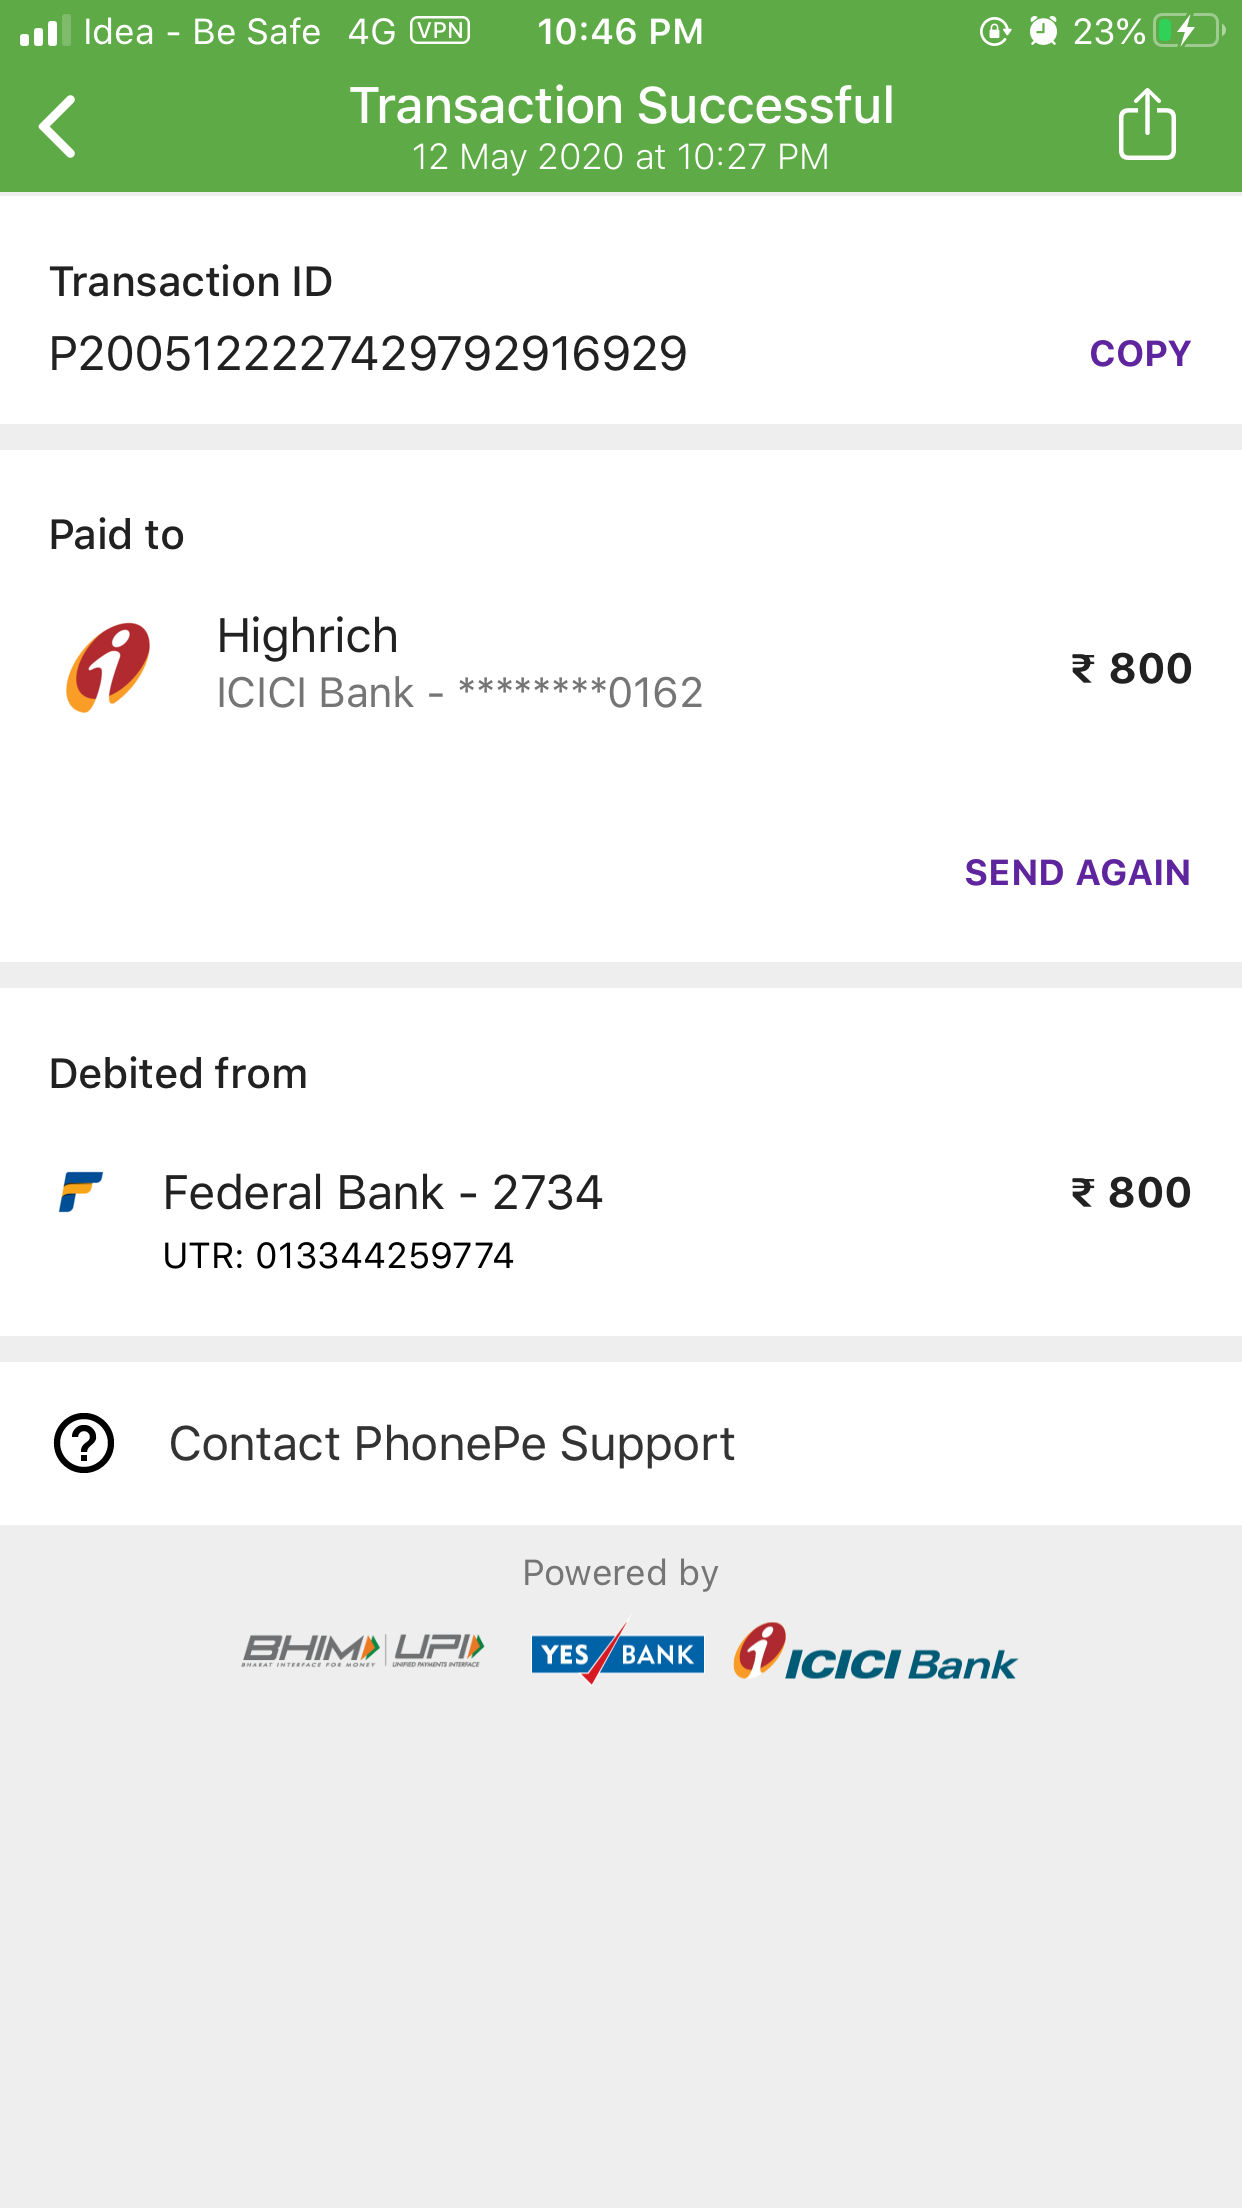 Idea - Be Safe 4G VPN 10:46 PM 23%
Transaction Successful
12 May 2020 at 10:27 PM
Transaction ID
P2005122227429792916929 COPY
Paid to
Highrich
ICICI Bank - ********0162
₹ 800
SEND AGAIN
Debited from
Federal Bank - 2734 ₹ 800
UTR: 013344259774
Contact PhonePe Support
Powered by
BHIM UPI YES BANK ICICI Bank
BHARAT INTERFACE FOR MONEY UNIFIED PAYMENTS INTERFACE